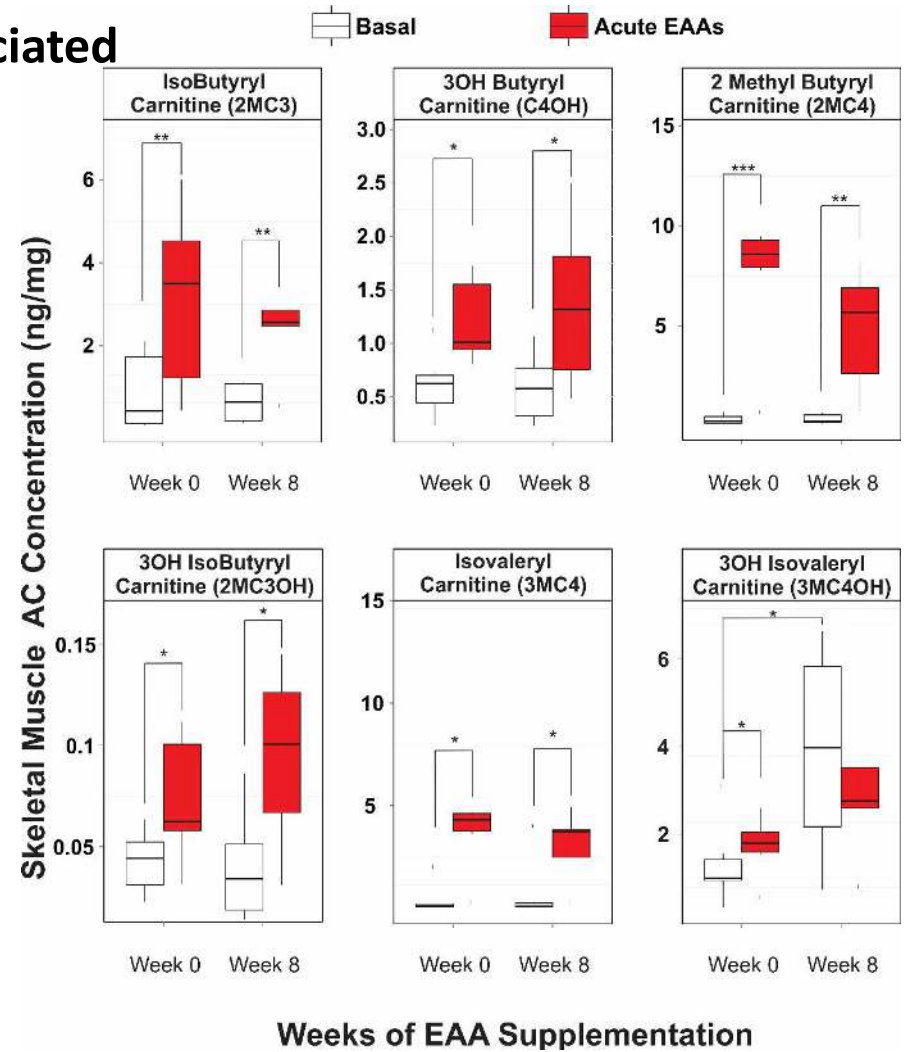 ciated
Basal
Acute EAAs
IsoButyryl
Carnitine (2MC3)
3OH Butyryl
Carnitine (C4OH)
2 Methyl Butyryl
Carnitine (2MC4)
6
4
2
**
**
3.0
2.5
2.0
1.5
1.0
0.5
*
*
15
10
5
***
**
Week 0 Week 8
Week 0 Week 8
Week 0 Week 8
Skeletal Muscle AC Concentration (ng/mg)
3OH IsoButyryl
Carnitine (2MC3OH)
Isovaleryl
Carnitine (3MC4)
3OH Isovaleryl
Carnitine (3MC4OH)
0.15
0.1
0.05
*
*
15
10
5
*
*
6
4
2
*
*
Week 0 Week 8
Week 0 Week 8
Week 0 Week 8
Weeks of EAA Supplementation